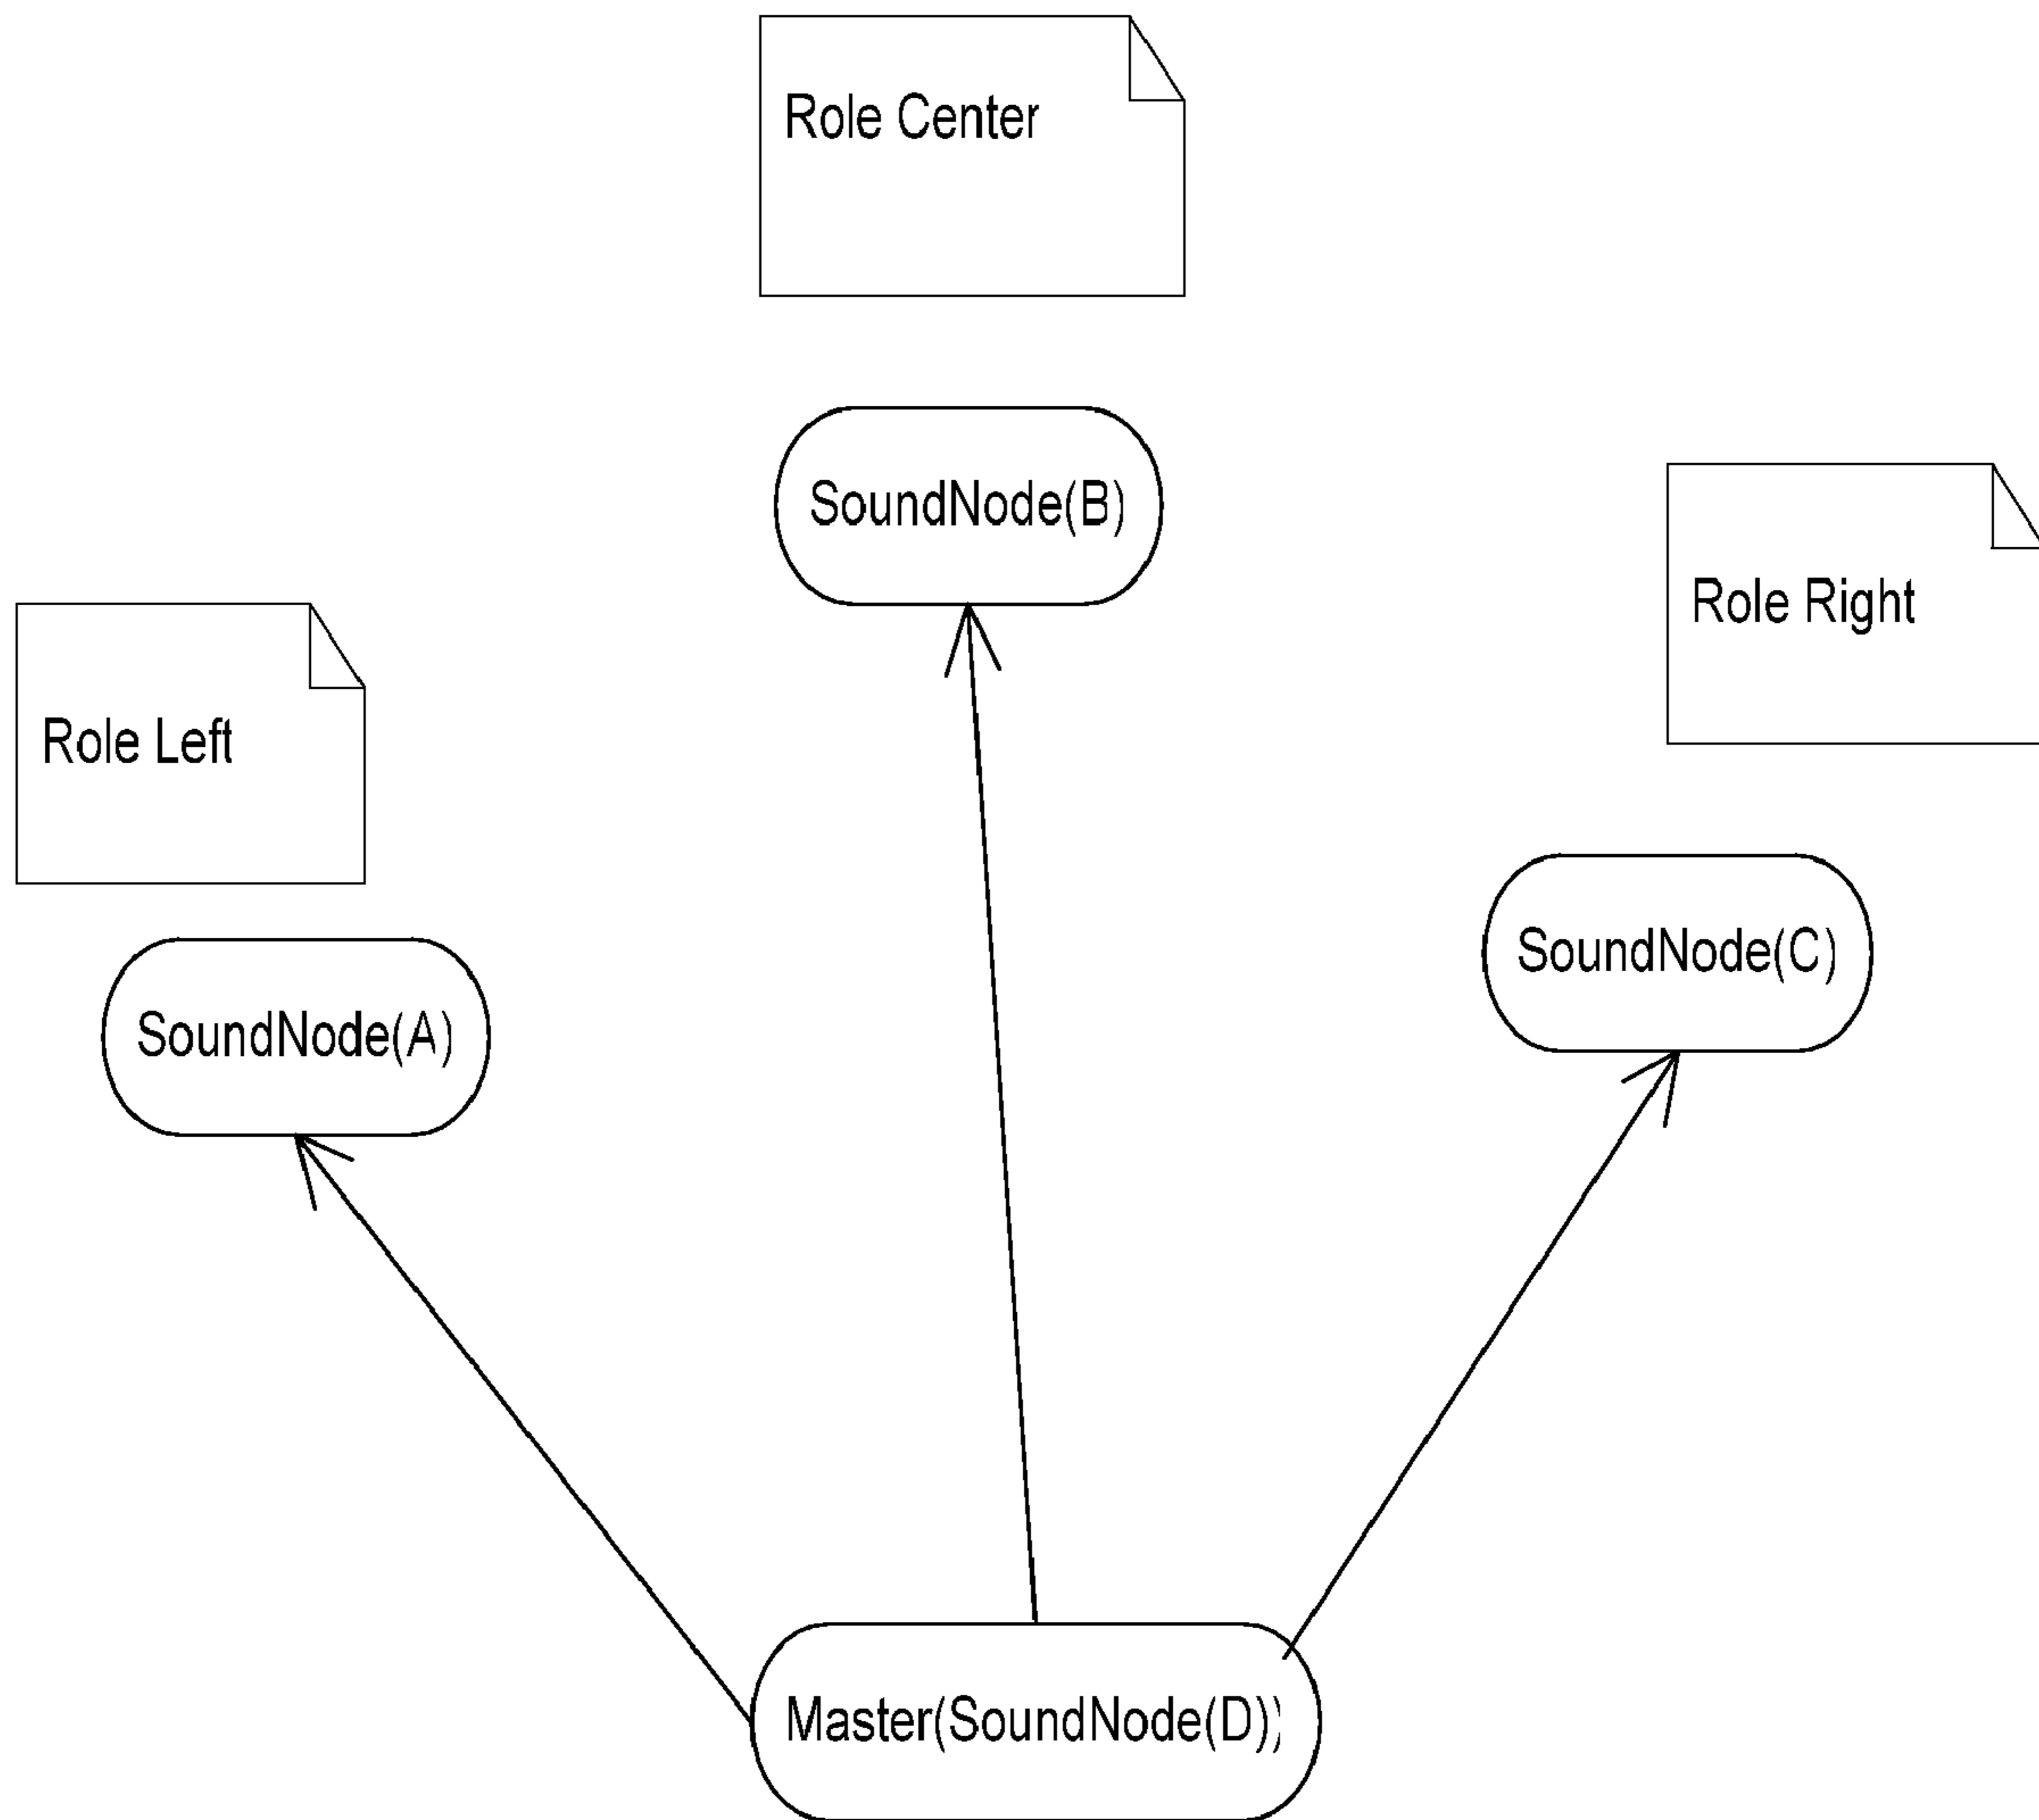 Role Center
SoundNode(B)
Role Right
Role Left
SoundNode(C)
SoundNode(A)
Master(SoundNode(D))